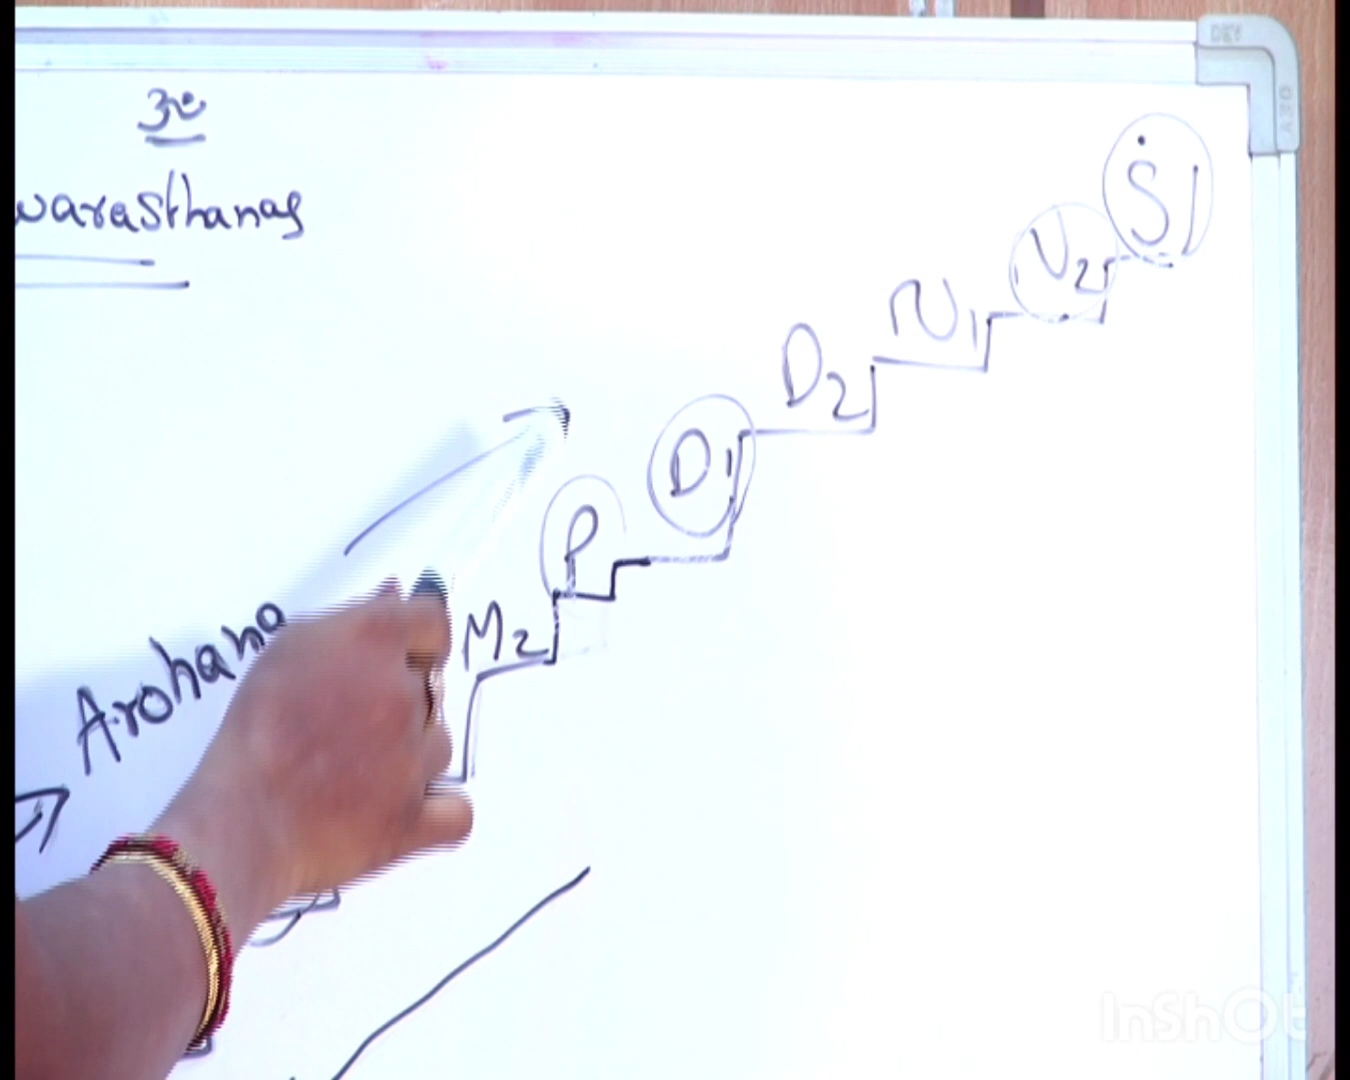 ఓం
warasthanas
Ṡ
N2
N1
D2
D1
P
M2
Arohana
InShOt